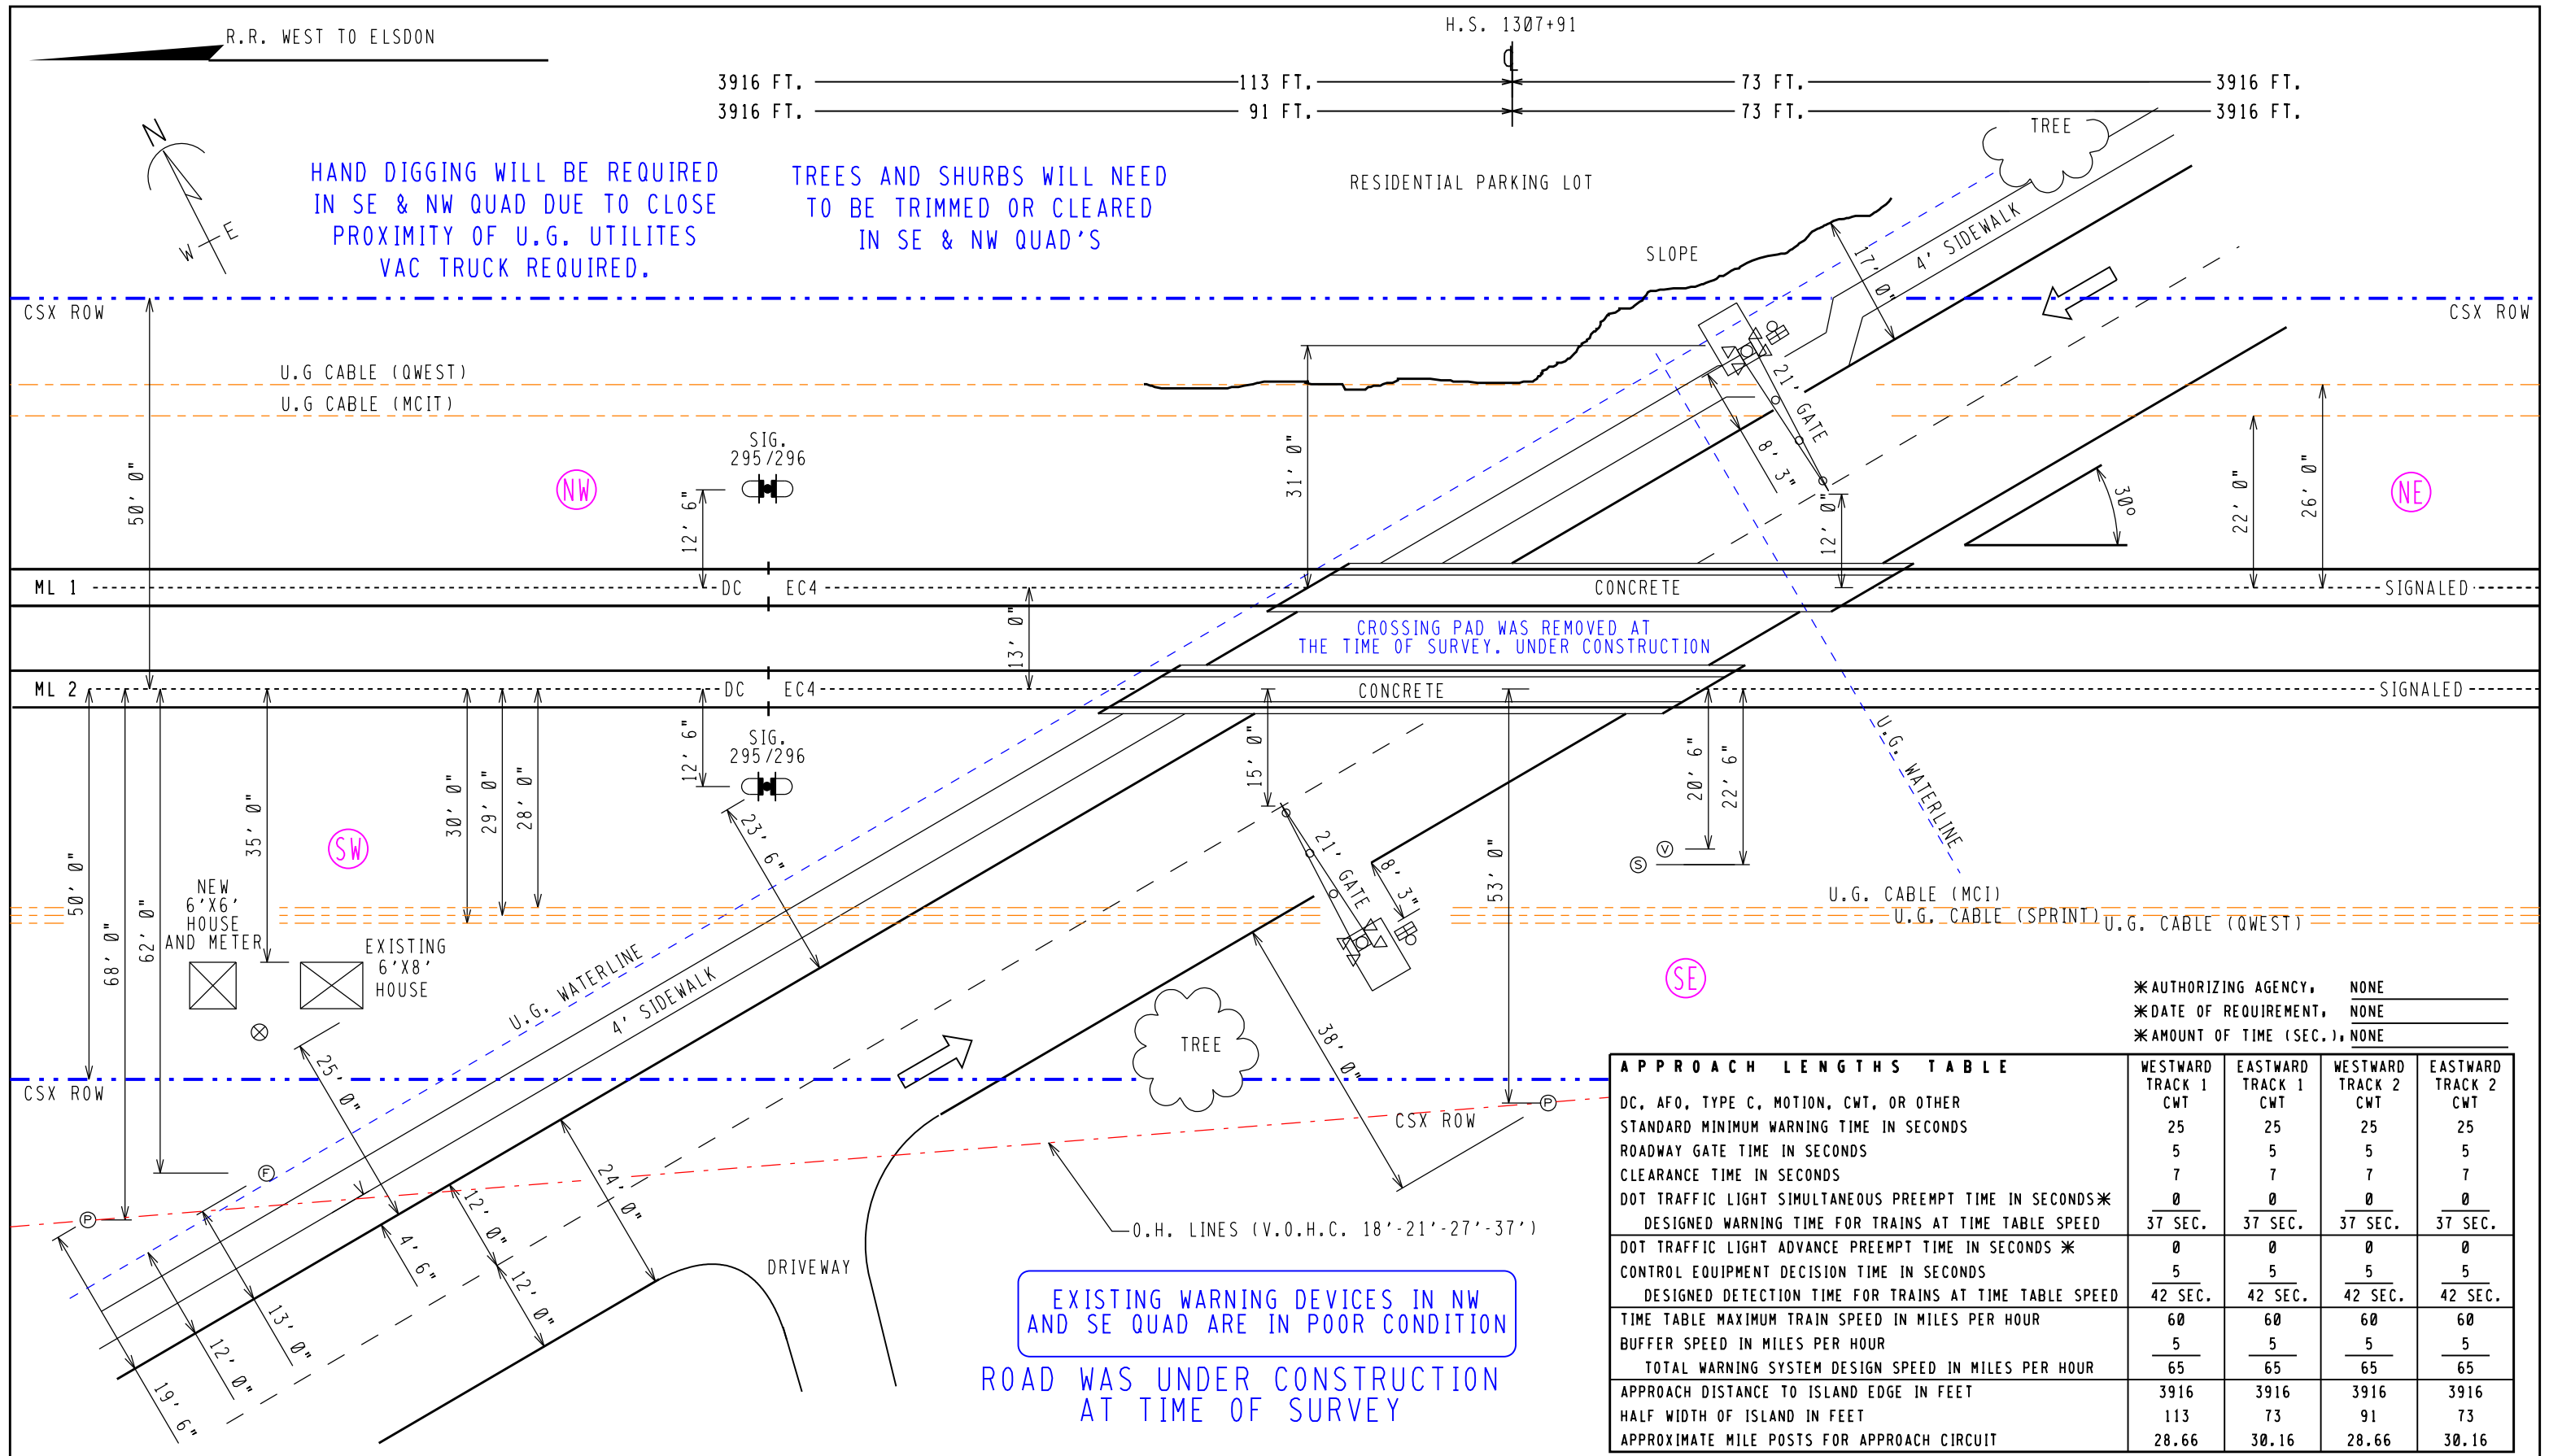 H.S. 1307+91
R.R. WEST TO ELSDON
3916 FT. 113 FT. 73 FT. 3916 FT.
3916 FT. 91 FT. 73 FT. 3916 FT.
N
W E
HAND DIGGING WILL BE REQUIRED
IN SE & NW QUAD DUE TO CLOSE
PROXIMITY OF U.G. UTILITES
VAC TRUCK REQUIRED.
TREES AND SHURBS WILL NEED
TO BE TRIMMED OR CLEARED
IN SE & NW QUAD'S
RESIDENTIAL PARKING LOT
TREE
SLOPE
17' 0"
4' SIDEWALK
CSX ROW
CSX ROW
U.G CABLE (QWEST)
U.G CABLE (MCIT)
50' 0"
NW
SIG.
295/296
12' 6"
31' 0"
21' GATE
8' 3"
12' 0"
30°
22' 0"
26' 0"
NE
ML 1 DC EC4 CONCRETE SIGNALED
13' 0"
CROSSING PAD WAS REMOVED AT
THE TIME OF SURVEY. UNDER CONSTRUCTION
ML 2 DC EC4 CONCRETE SIGNALED
12' 6"
SIG.
295/296
15' 0"
20' 6"
22' 6"
U.G. WATERLINE
50' 0"
68' 0"
62' 0"
35' 0"
30' 0"
29' 0"
28' 0"
SW
23' 6"
21' GATE
8' 3"
53' 0"
V
S
NEW
6'X6'
HOUSE
AND METER
EXISTING
6'X8'
HOUSE
U.G. CABLE (MCI)
U.G. CABLE (SPRINT)
U.G. CABLE (QWEST)
SE
U.G. WATERLINE
4' SIDEWALK
TREE
38' 0"
25' 0"
CSX ROW
CSX ROW
P
F
P
24' 0"
12' 0"
12' 0"
4' 6"
13' 0"
12' 0"
19' 6"
DRIVEWAY
O.H. LINES (V.O.H.C. 18'-21'-27'-37')
EXISTING WARNING DEVICES IN NW
AND SE QUAD ARE IN POOR CONDITION
ROAD WAS UNDER CONSTRUCTION
AT TIME OF SURVEY
*AUTHORIZING AGENCY, NONE
*DATE OF REQUIREMENT, NONE
*AMOUNT OF TIME (SEC.), NONE
APPROACH LENGTHS TABLE WESTWARD EASTWARD WESTWARD EASTWARD
TRACK 1 TRACK 1 TRACK 2 TRACK 2
DC, AFO, TYPE C, MOTION, CWT, OR OTHER CWT CWT CWT CWT
STANDARD MINIMUM WARNING TIME IN SECONDS 25 25 25 25
ROADWAY GATE TIME IN SECONDS 5 5 5 5
CLEARANCE TIME IN SECONDS 7 7 7 7
DOT TRAFFIC LIGHT SIMULTANEOUS PREEMPT TIME IN SECONDS* 0 0 0 0
DESIGNED WARNING TIME FOR TRAINS AT TIME TABLE SPEED 37 SEC. 37 SEC. 37 SEC. 37 SEC.
DOT TRAFFIC LIGHT ADVANCE PREEMPT TIME IN SECONDS * 0 0 0 0
CONTROL EQUIPMENT DECISION TIME IN SECONDS 5 5 5 5
DESIGNED DETECTION TIME FOR TRAINS AT TIME TABLE SPEED 42 SEC. 42 SEC. 42 SEC. 42 SEC.
TIME TABLE MAXIMUM TRAIN SPEED IN MILES PER HOUR 60 60 60 60
BUFFER SPEED IN MILES PER HOUR 5 5 5 5
TOTAL WARNING SYSTEM DESIGN SPEED IN MILES PER HOUR 65 65 65 65
APPROACH DISTANCE TO ISLAND EDGE IN FEET 3916 3916 3916 3916
HALF WIDTH OF ISLAND IN FEET 113 73 91 73
APPROXIMATE MILE POSTS FOR APPROACH CIRCUIT 28.66 30.16 28.66 30.16